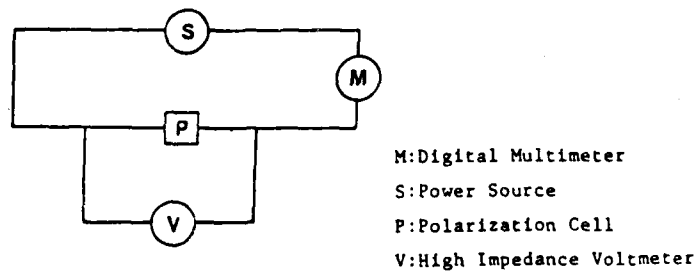 S
M
P
V
M:Digital Multimeter
S:Power Source
P:Polarization Cell
V:High Impedance Voltmeter